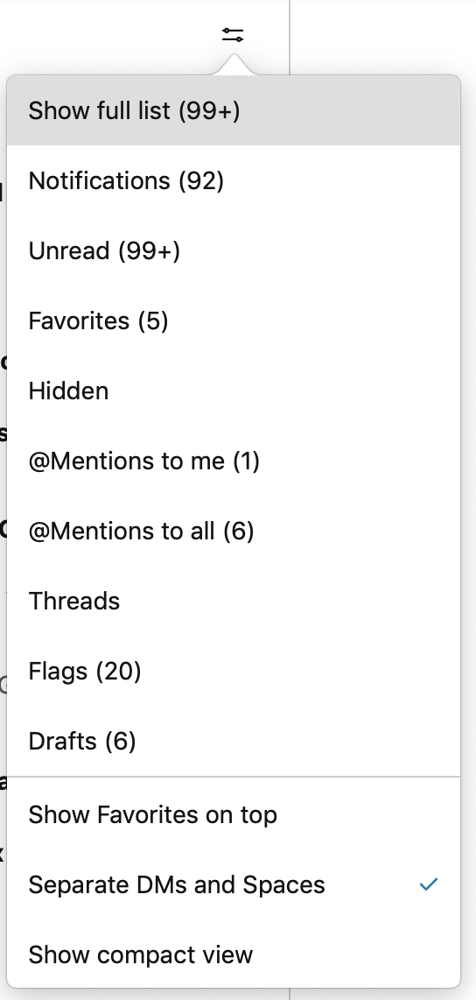 Show full list (99+)
Notifications (92)
Unread (99+)
Favorites (5)
Hidden
@Mentions to me (1)
@Mentions to all (6)
Threads
Flags (20)
Drafts (6)
Show Favorites on top
Separate DMs and Spaces
Show compact view